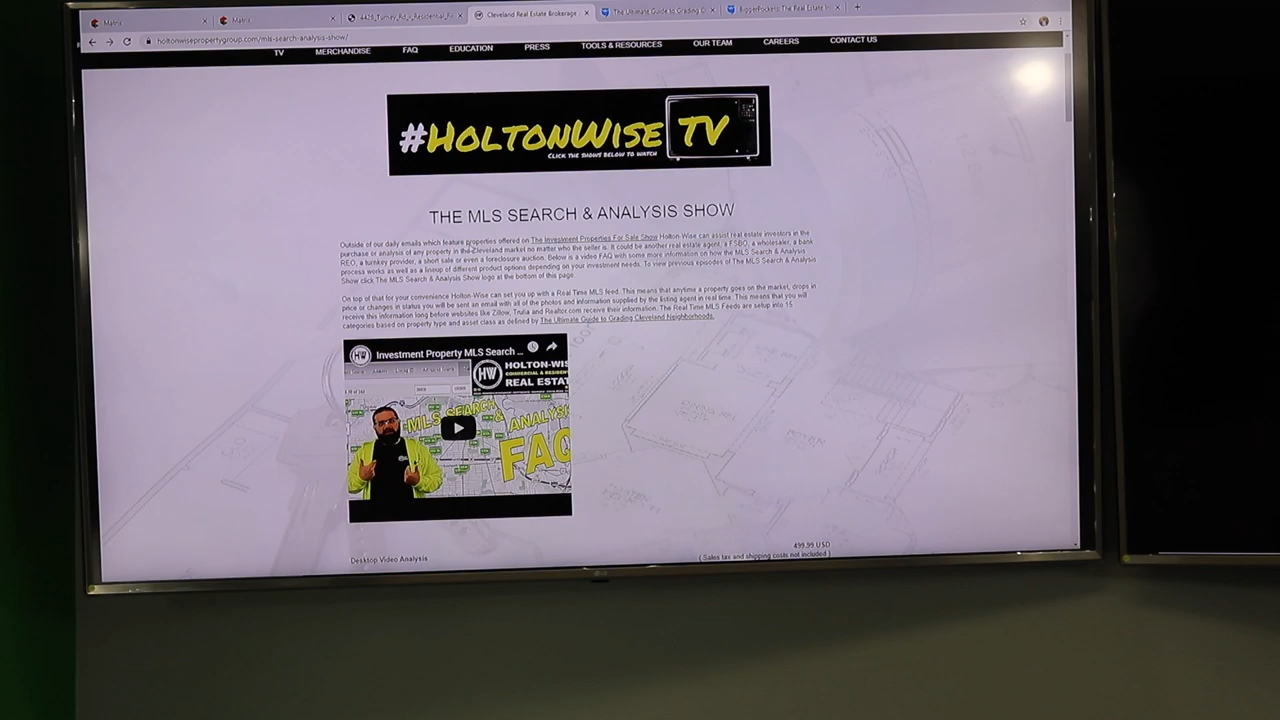 Matrix
Matrix
4428_Turney_Rd_x_Residential_Re
Cleveland Real Estate Brokerage
The Ultimate Guide to Grading C
BiggerPockets: The Real Estate In
holtonwisepropertygroup.com/mls-search-analysis-show/
TV MERCHANDISE FAQ EDUCATION PRESS TOOLS & RESOURCES OUR TEAM CAREERS CONTACT US
#HOLTONWISE TV
CLICK THE SHOWS BELOW TO WATCH
THE MLS SEARCH & ANALYSIS SHOW
Outside of our daily emails which feature properties offered on The Investment Properties For Sale Show Holton-Wise can assist real estate investors in the
purchase or analysis of any property in the Cleveland market no matter who the seller is. It could be another real estate agent, a FSBO, a wholesaler, a bank
REO, a turnkey provider, a short sale or even a foreclosure auction. Below is a video FAQ with some more information on how the MLS Search & Analysis
process works as well as a lineup of different product options depending on your investment needs. To view previous episodes of The MLS Search & Analysis
Show click The MLS Search & Analysis Show logo at the bottom of this page.
On top of that for your convenience Holton-Wise can set you up with a Real Time MLS feed. This means that anytime a property goes on the market, drops in
price or changes in status you will be sent an email with all of the photos and information supplied by the listing agent in real time. This means that you will
receive this information long before websites like Zillow, Trulia and Realtor.com receive their information. The Real Time MLS Feeds are setup into 15
categories based on property type and asset class as defined by The Ultimate Guide to Grading Cleveland Neighborhoods.
HW Investment Property MLS Search ...
HW HOLTON-WIS
COMMERCIAL & RESIDEN
REAL ESTAT
MLS SEARCH
& ANALYSIS
FAQ
Desktop Video Analysis
499.99 USD
( Sales tax and shipping costs not included )
LG